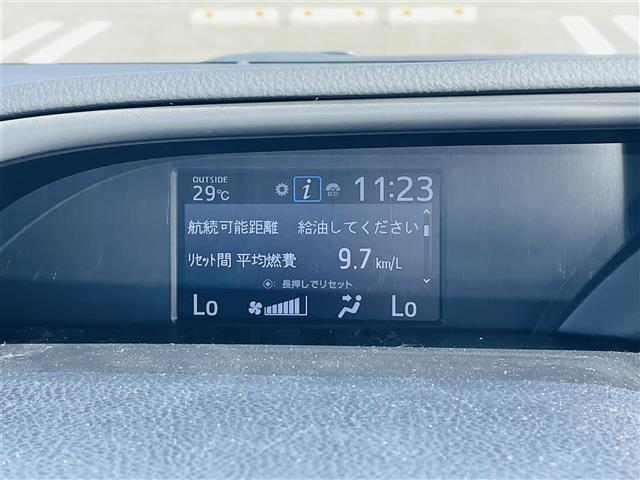 OUTSIDE
29℃ i ECO 11:23
航続可能距離 給油してください
ﾘｾｯﾄ間 平均燃費 9.7 km/L
: 長押しでリセット
Lo Lo